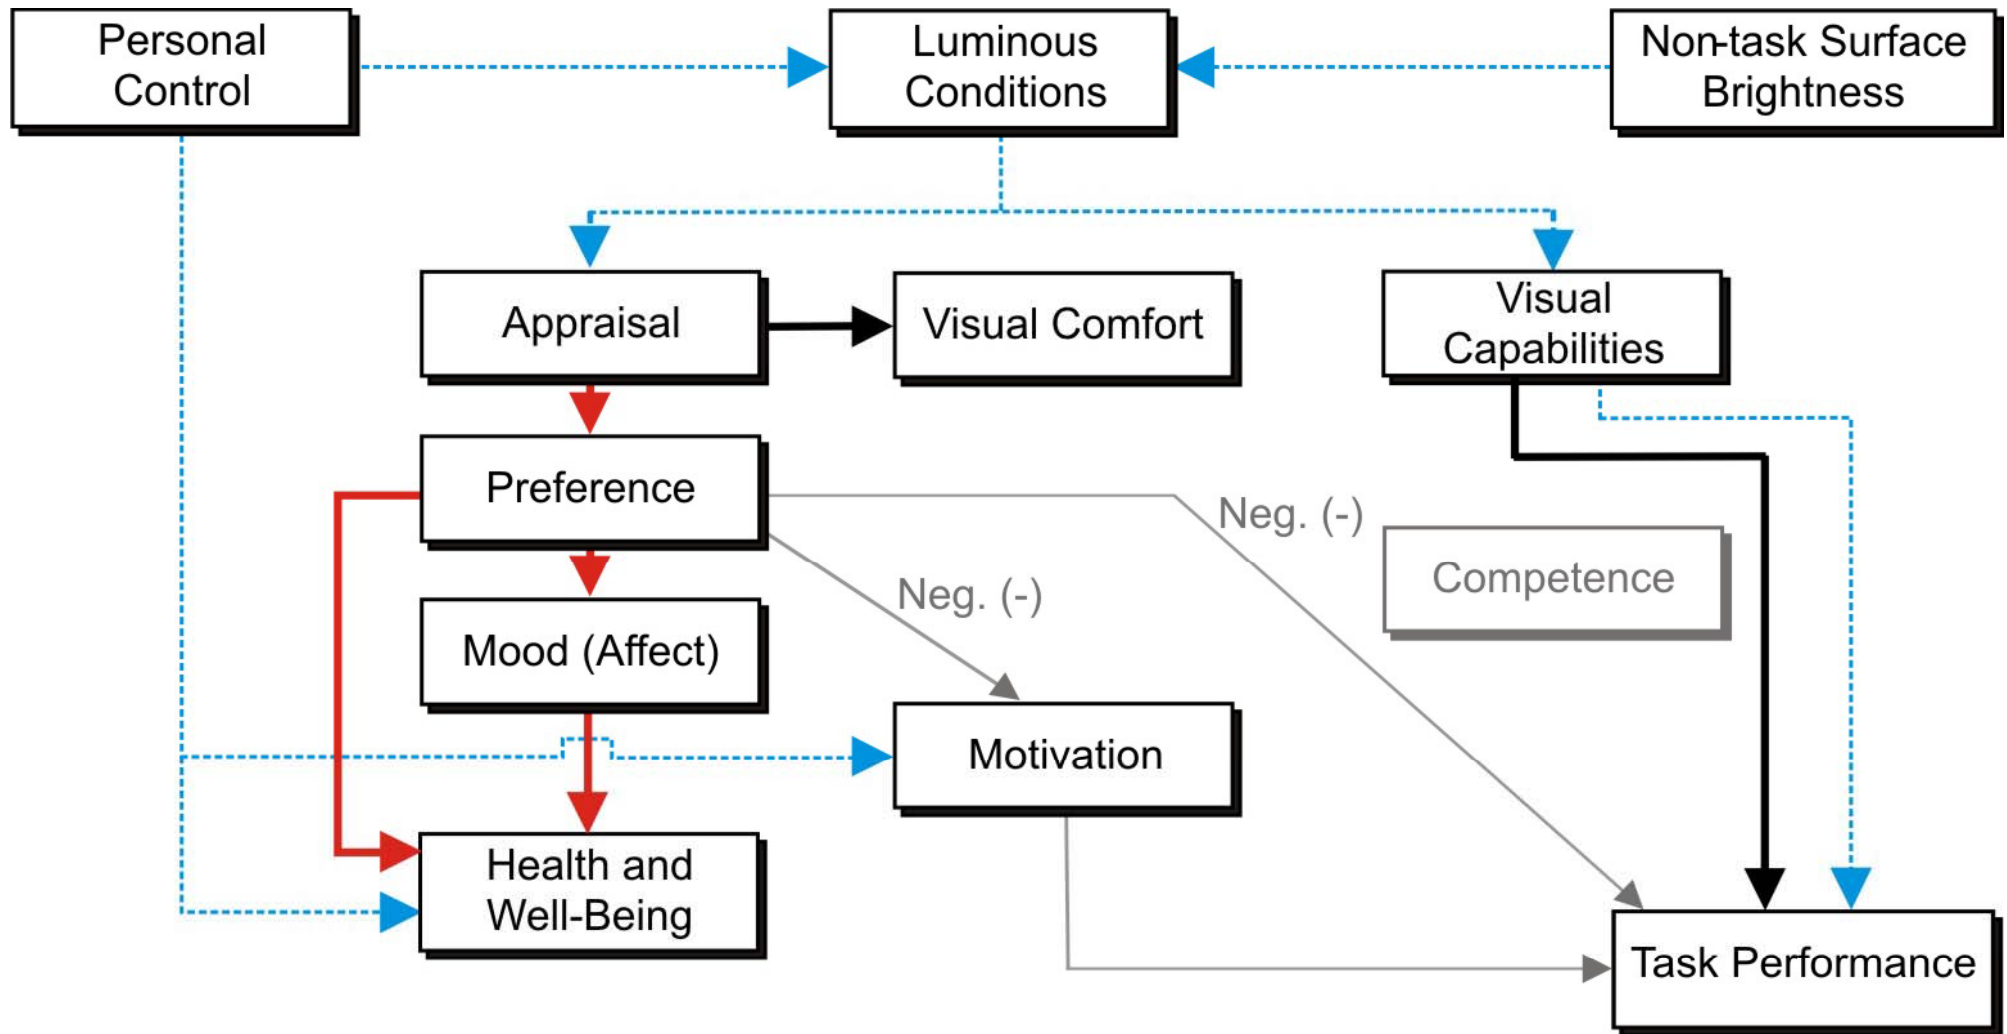 Personal
Control
Luminous
Conditions
Non-task Surface
Brightness
Appraisal
Visual Comfort
Visual
Capabilities
Preference
Neg. (-)
Competence
Neg. (-)
Mood (Affect)
Motivation
Health and
Well-Being
Task Performance